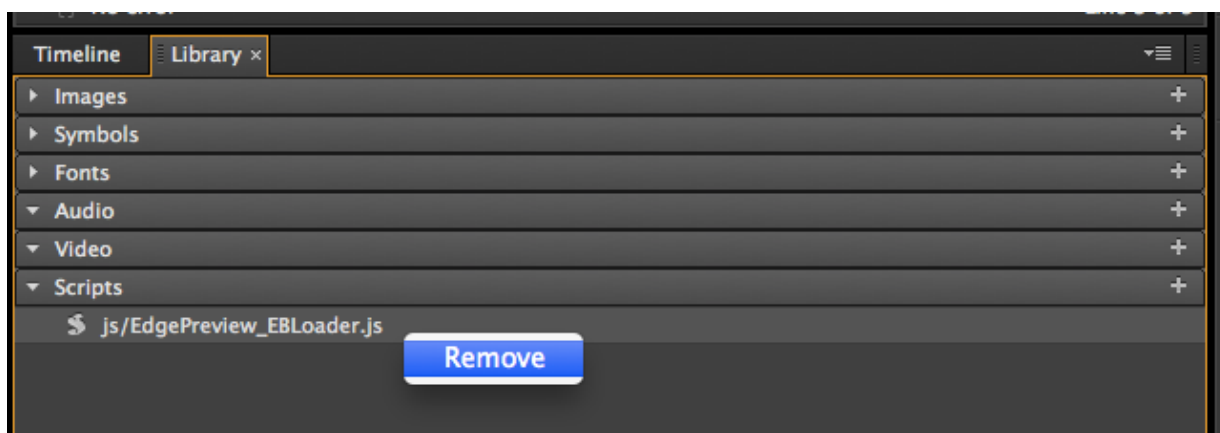 Timeline Library ×
Images
Symbols
Fonts
Audio
Video
Scripts
js/EdgePreview_EBLoader.js
Remove